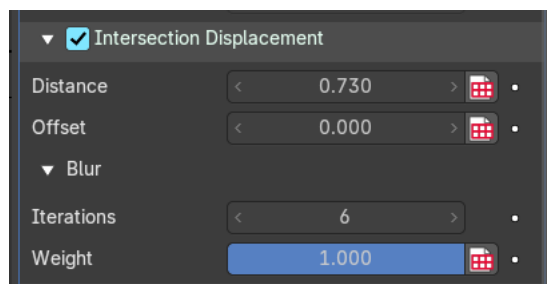 Intersection Displacement
Distance 0.730
Offset 0.000
Blur
Iterations 6
Weight 1.000